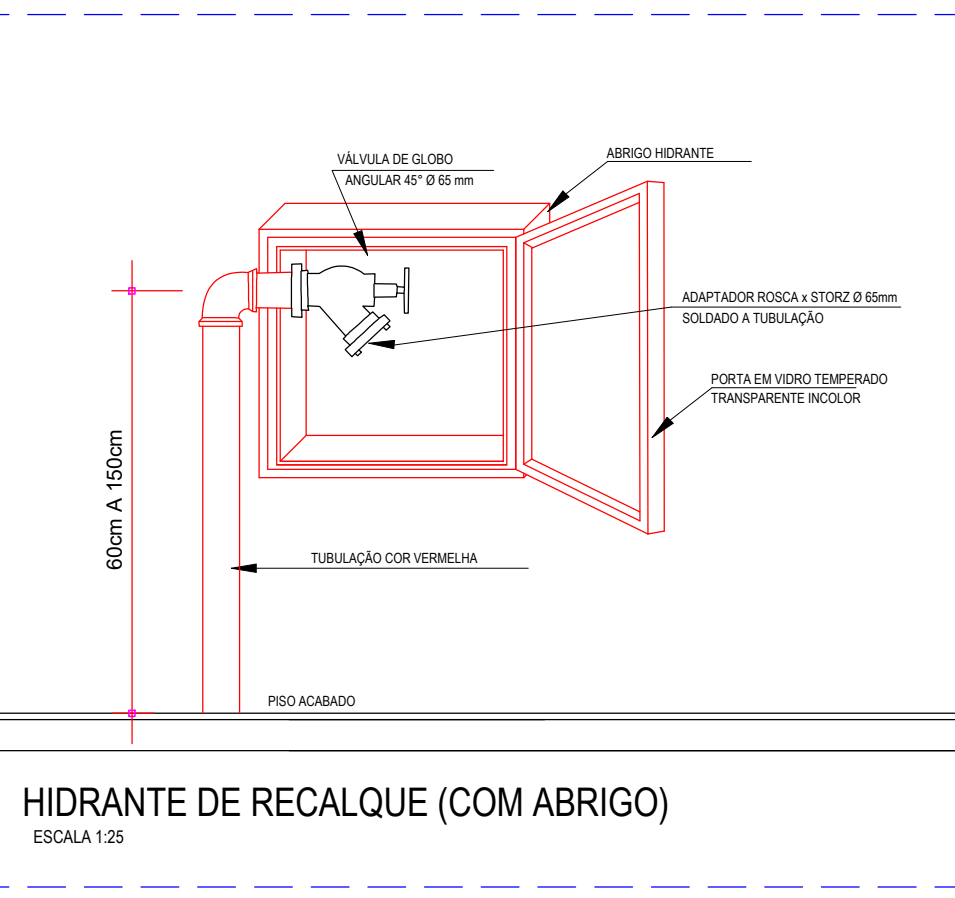 VÁLVULA DE GLOBO
ANGULAR 45° Ø 65 mm
ABRIGO HIDRANTE
ADAPTADOR ROSCA x STORZ Ø 65mm
SOLDADO A TUBULAÇÃO
PORTA EM VIDRO TEMPERADO
TRANSPARENTE INCOLOR
60cm A 150cm
TUBULAÇÃO COR VERMELHA
PISO ACABADO
HIDRANTE DE RECALQUE (COM ABRIGO)
ESCALA 1:25